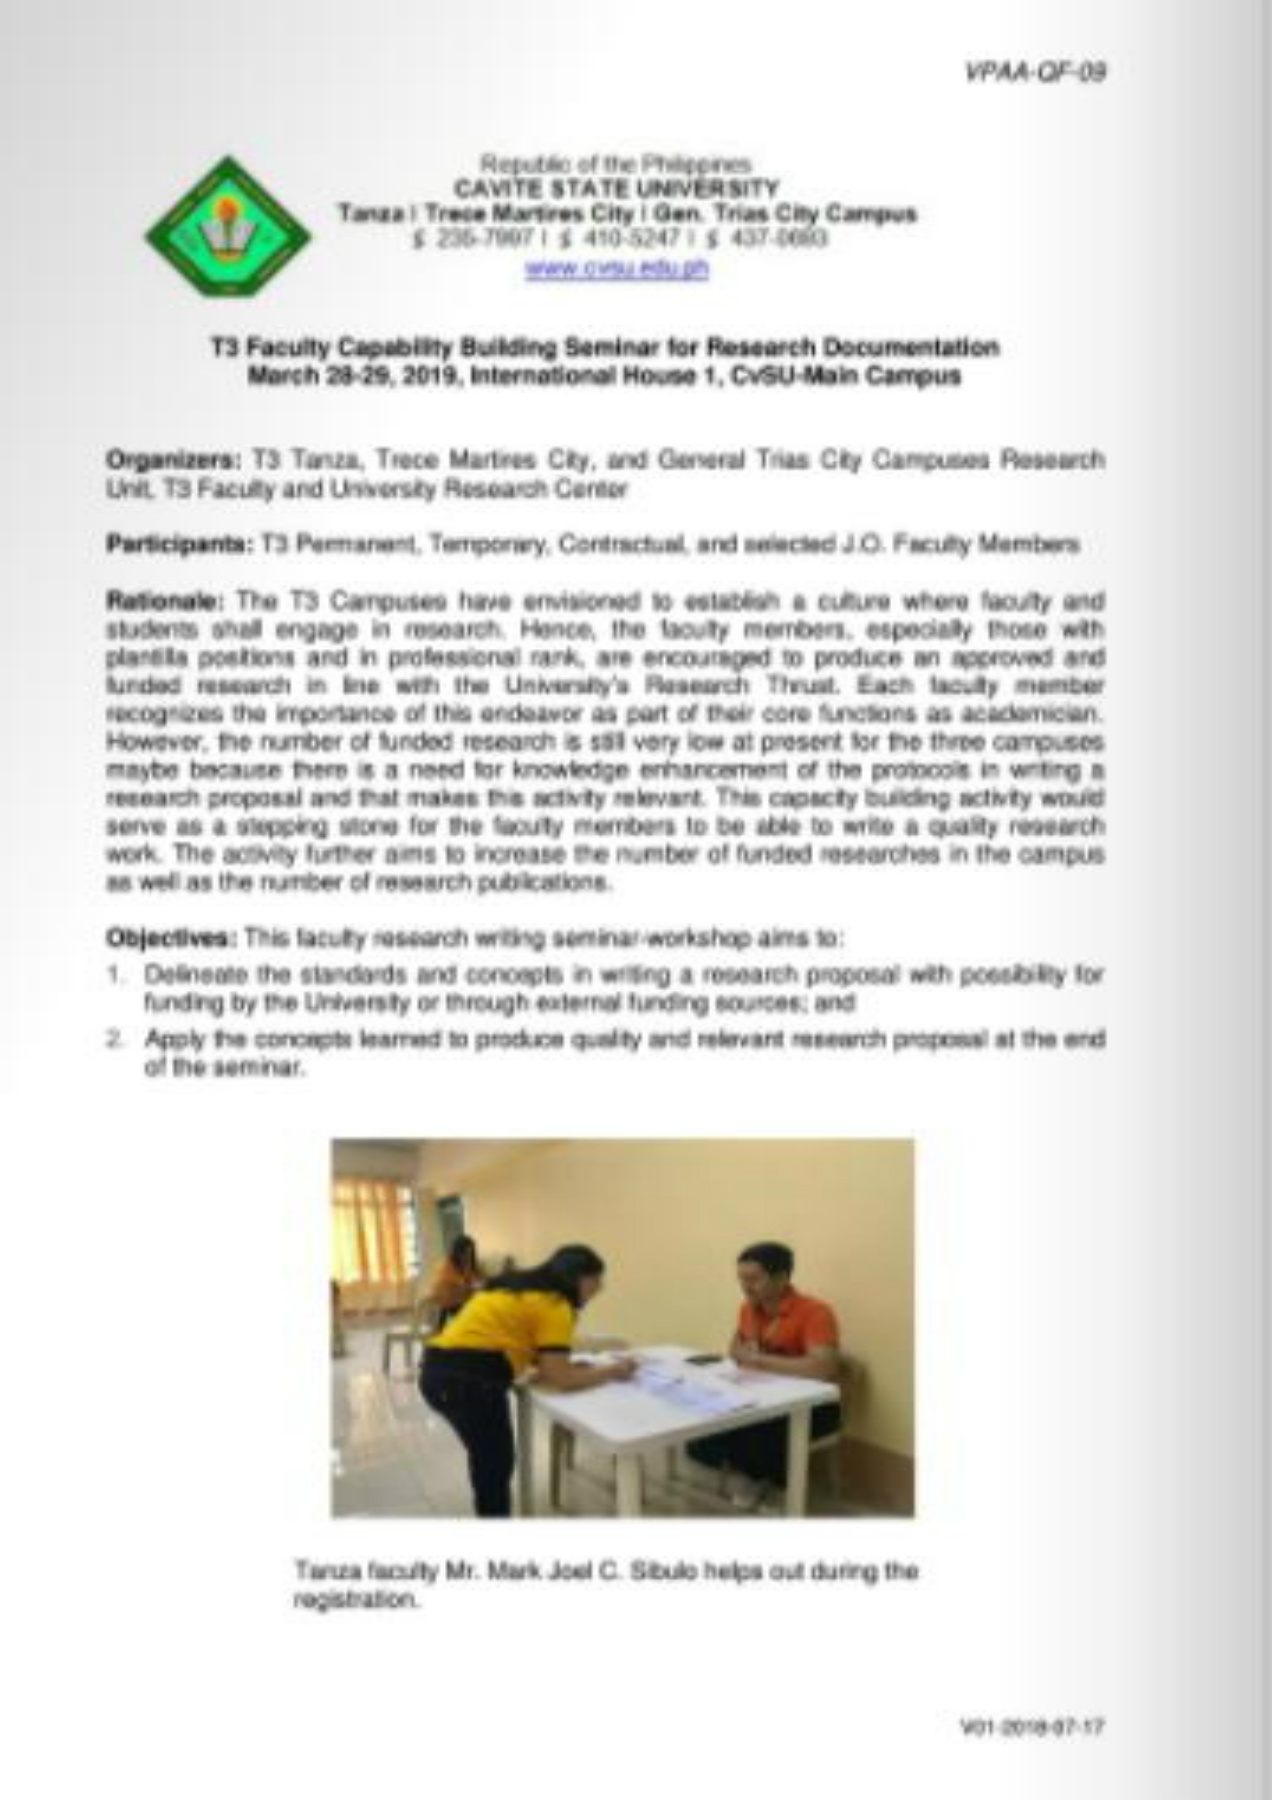 VPAA-QF-09
Republic of the Philippines
CAVITE STATE UNIVERSITY
Tanza | Trece Martires City | Gen. Trias City Campus
$ 235-7997 | $ 410-5247 | $
www.cvsu.edu.ph
T3 Faculty Capability Building Seminar for Research Documentation
March 28-29, 2019, International House 1, CvSU-Main Campus
Organizers: T3 Tanza, Trece Martires City, and General Trias City Campuses Research
Unit, T3 Faculty and University Research Center
Participants: T3 Permanent, Temporary, Contractual, and selected J.O. Faculty Members
Rationale: The T3 Campuses have envisioned to establish a culture where faculty and
students shall engage in research. Hence, the faculty members, especially those with
plantilla positions and in professional rank, are encouraged to produce an approved and
funded research in line with the University's Research Thrust. Each faculty member
recognizes the importance of this endeavor as part of their core functions as academician.
However, the number of funded research is still very low at present for the three campuses
maybe because there is a need for knowledge enhancement of the protocols in writing a
research proposal and that makes this activity relevant. This capacity building activity would
serve as a stepping stone for the faculty members to be able to write a quality research
work. The activity further aims to increase the number of funded researches in the campus
as well as the number of research publications.
Objectives: This faculty research writing seminar-workshop aims to:
1. Delineate the standards and concepts in writing a research proposal with possibility for
funding by the University or through external funding sources; and
2. Apply the concepts learned to produce quality and relevant research proposal at the end
of the seminar.
Tanza faculty Mr. Mark Joel C. Sibulo helps out during the
registration.
V01-2018-07-17